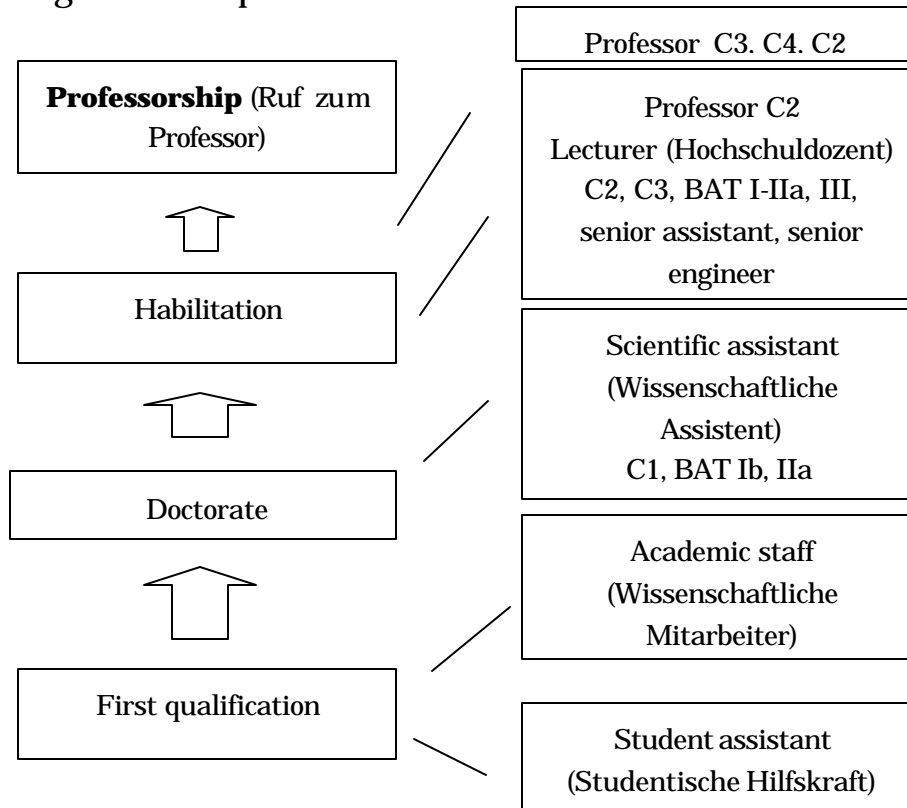 Professor C3. C4. C2
Professorship (Ruf zum
Professor)
Professor C2
Lecturer (Hochschuldozent)
C2, C3, BAT I-IIa, III,
senior assistant, senior
engineer
Habilitation
Scientific assistant
(Wissenschaftliche
Assistent)
C1, BAT Ib, IIa
Doctorate
Academic staff
(Wissenschaftliche
Mitarbeiter)
First qualification
Student assistant
(Studentische Hilfskraft)